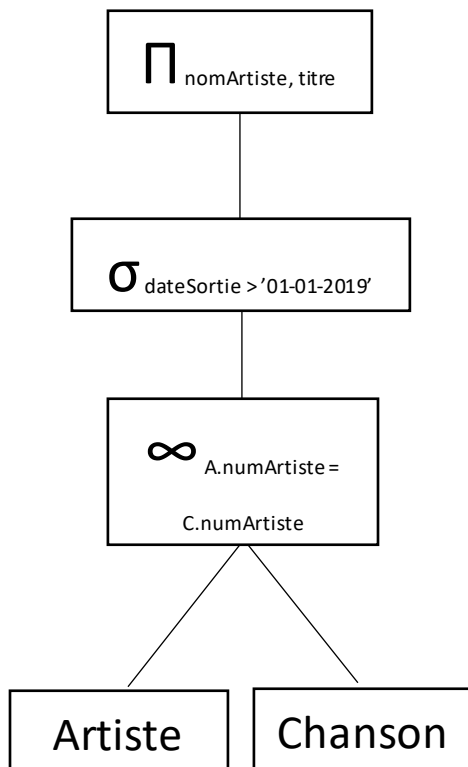 ∏ nomArtiste, titre
σ dateSortie > ’01-01-2019’
∞ A.numArtiste =
C.numArtiste
Artiste
Chanson